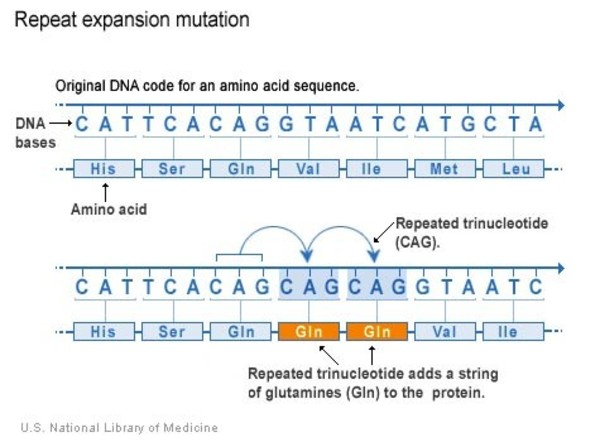 Repeat expansion mutation
Original DNA code for an amino acid sequence.
DNA bases
C A T T C A C A G G T A A T C A T G C T A
His Ser Gln Val Ile Met Leu
Amino acid
Repeated trinucleotide
(CAG).
C A T T C A C A G C A G C A G G T A A T C
His Ser Gln Gln Gln Val Ile
Repeated trinucleotide adds a string
of glutamines (Gln) to the protein.
U.S. National Library of Medicine